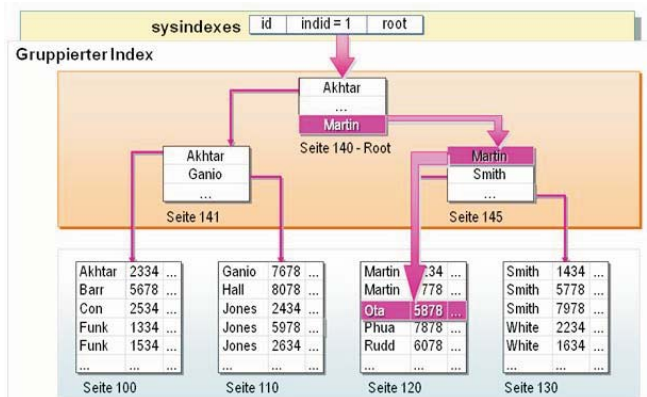 sysindexes id indid = 1 root
Gruppierter Index
Akhtar
...
Martin
Seite 140 - Root
Akhtar
Ganio
...
Seite 141
Martin
Smith
...
Seite 145
Akhtar 2334 ...
Barr 5678 ...
Con 2534 ...
Funk 1334 ...
Funk 1534 ...
... ... ...
Seite 100
Ganio 7678 ...
Hall 8078 ...
Jones 2434 ...
Jones 5978 ...
Jones 2634 ...
... ... ...
Seite 110
Martin 34 ...
Martin 778 ...
Ota 5878 ...
Phua 7878 ...
Rudd 6078 ...
... ... ...
Seite 120
Smith 1434 ...
Smith 5778 ...
Smith 7978 ...
White 2234 ...
White 1634 ...
... ... ...
Seite 130